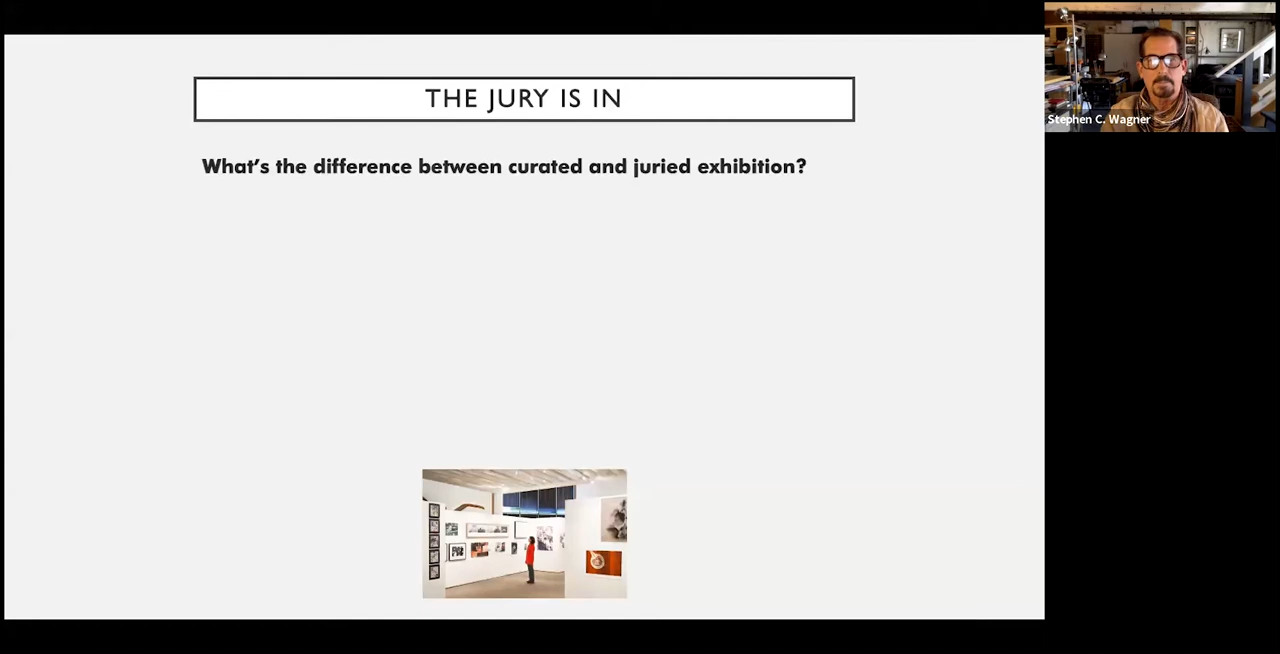 THE JURY IS IN
What's the difference between curated and juried exhibition?
Stephen C. Wagner